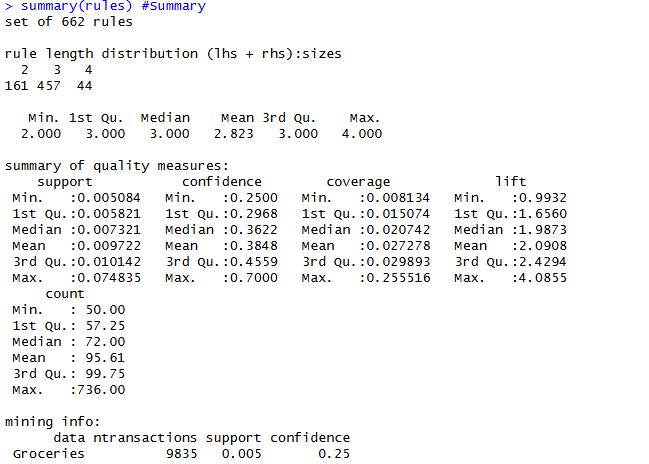 > summary(rules) #Summary
set of 662 rules
rule length distribution (lhs + rhs):sizes
2 3 4
161 457 44
Min. 1st Qu. Median Mean 3rd Qu. Max.
2.000 3.000 3.000 2.823 3.000 4.000
summary of quality measures:
support confidence coverage lift
Min. :0.005084 Min. :0.2500 Min. :0.008134 Min. :0.9932
1st Qu.:0.005821 1st Qu.:0.2968 1st Qu.:0.015074 1st Qu.:1.6560
Median :0.007321 Median :0.3622 Median :0.020742 Median :1.9873
Mean :0.009722 Mean :0.3848 Mean :0.027278 Mean :2.0908
3rd Qu.:0.010142 3rd Qu.:0.4559 3rd Qu.:0.029893 3rd Qu.:2.4294
Max. :0.074835 Max. :0.7000 Max. :0.255516 Max. :4.0855
count
Min. : 50.00
1st Qu.: 57.25
Median : 72.00
Mean : 95.61
3rd Qu.: 99.75
Max. :736.00
mining info:
data ntransactions support confidence
Groceries 9835 0.005 0.25